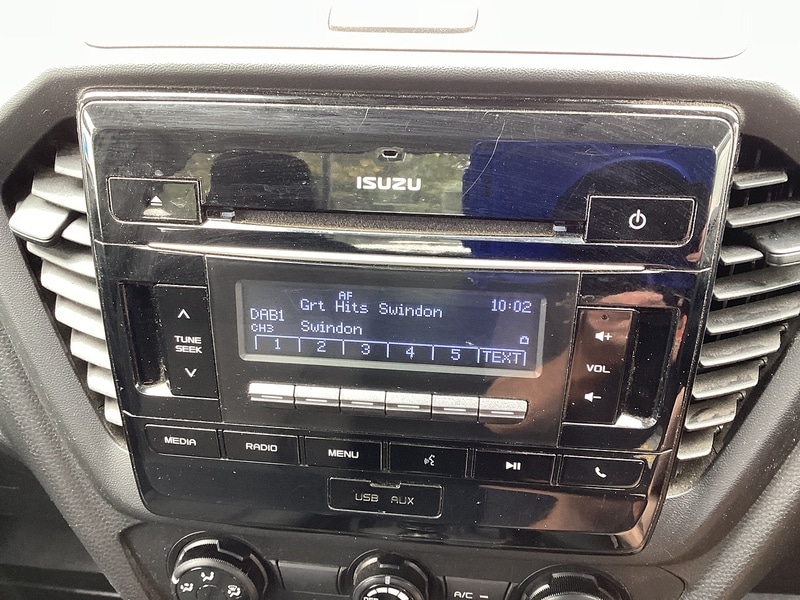 ISUZU
AF
Grt Hits Swindon 10:02
DAB1
CH3 Swindon
1 2 3 4 5 TEXT
TUNE
SEEK
VOL
MEDIA RADIO MENU
USB AUX
A/C